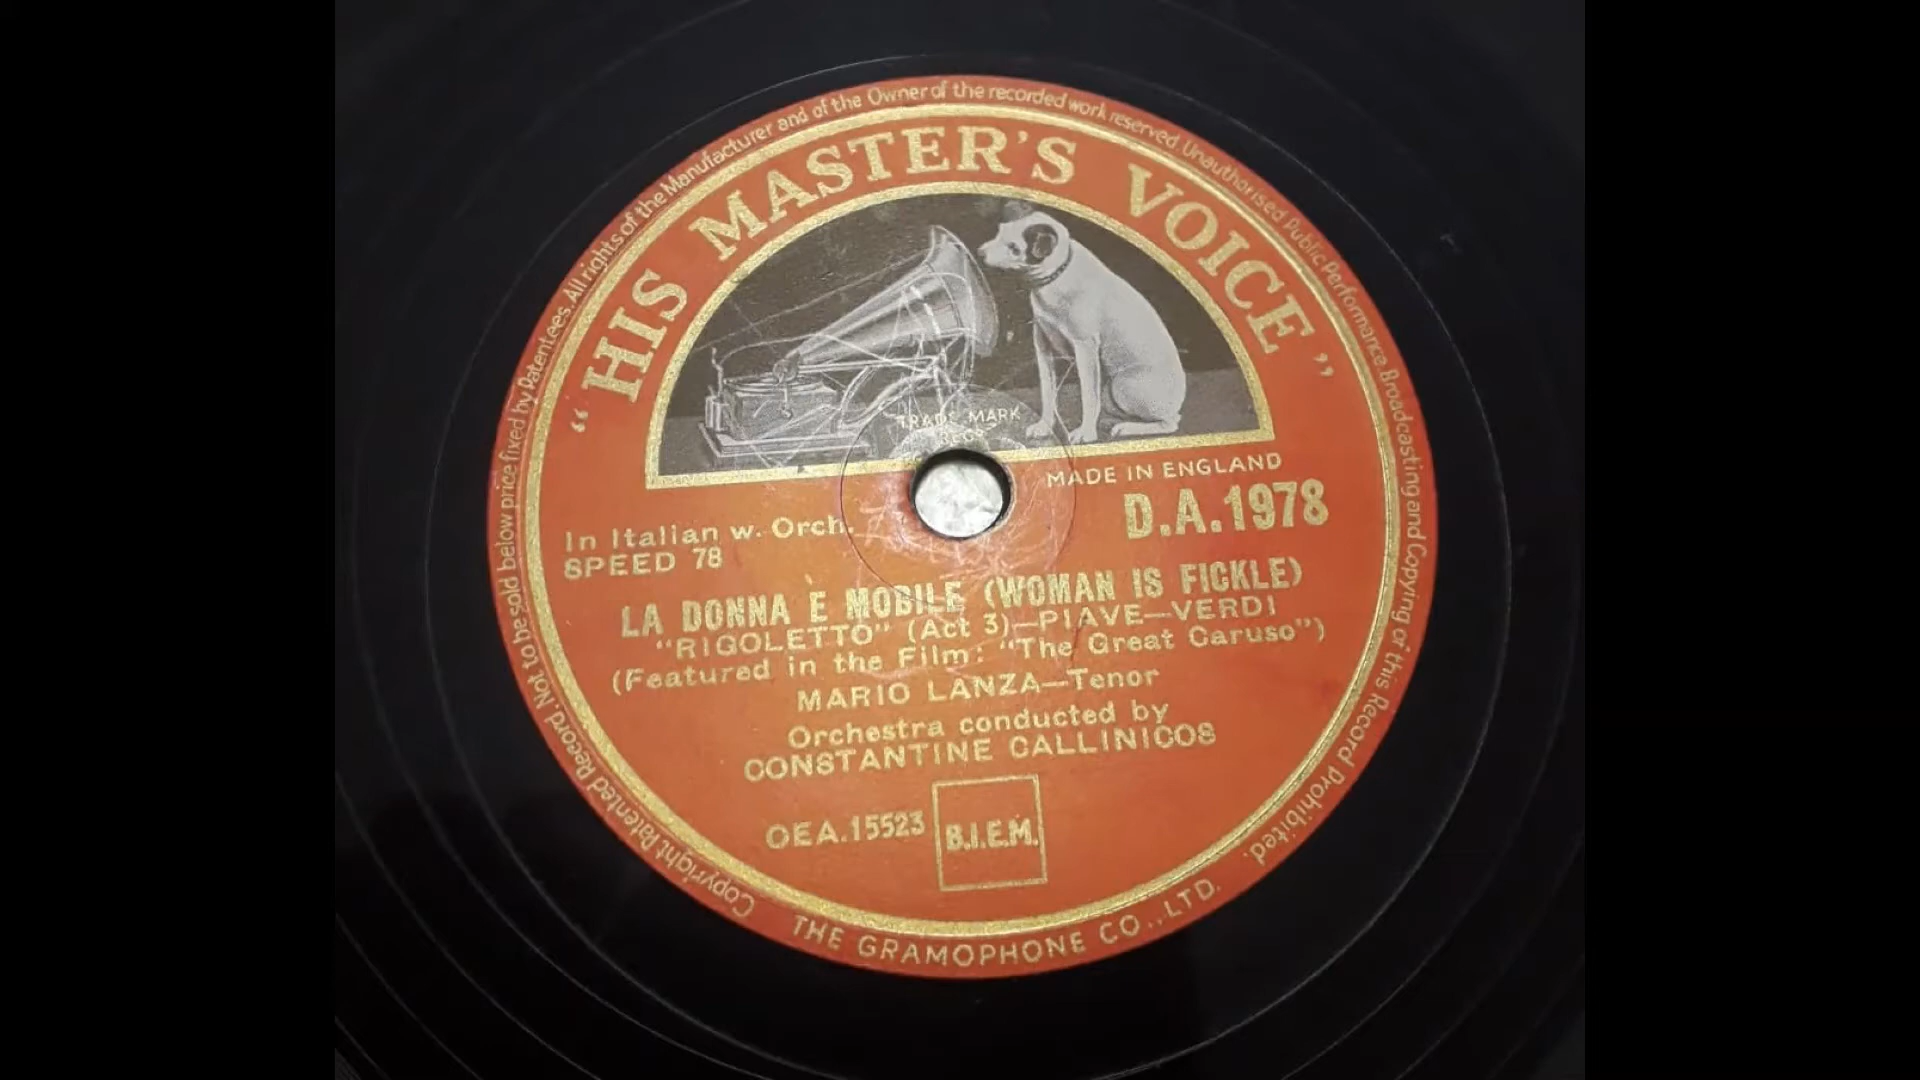 Copyright Patented Record. Not to be sold below price fixed by Patentees. All rights of the Manufacturer and of the Owner of the recorded work reserved. Unauthorised Public Performance Broadcasting and Copying of this Record Prohibited.
“HIS MASTER'S VOICE”
TRADE MARK
MADE IN ENGLAND
D.A.1978
In Italian w. Orch.
SPEED 78
LA DONNA È MOBILE (WOMAN IS FICKLE)
“RIGOLETTO” (Act 3)—PIAVE—VERDI
(Featured in the Film: “The Great Caruso”)
MARIO LANZA—Tenor
Orchestra conducted by
CONSTANTINE CALLINICOS
OEA.15523
B.I.E.M.
THE GRAMOPHONE CO., LTD.